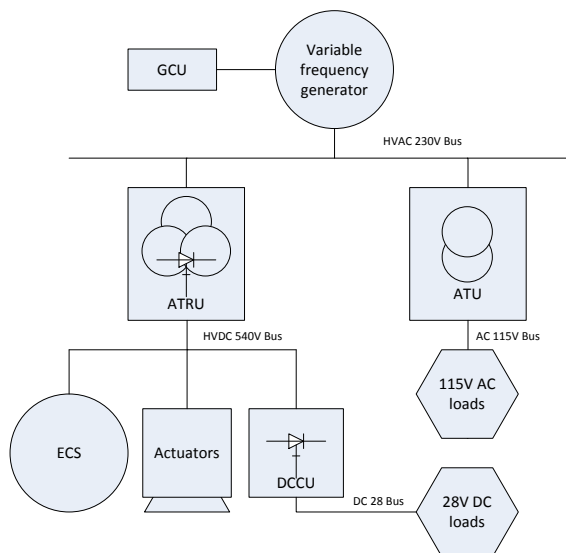 Variable
frequency
generator
GCU
HVAC 230V Bus
ATRU
ATU
HVDC 540V Bus
AC 115V Bus
115V AC
loads
ECS
Actuators
DCCU
DC 28 Bus
28V DC
loads